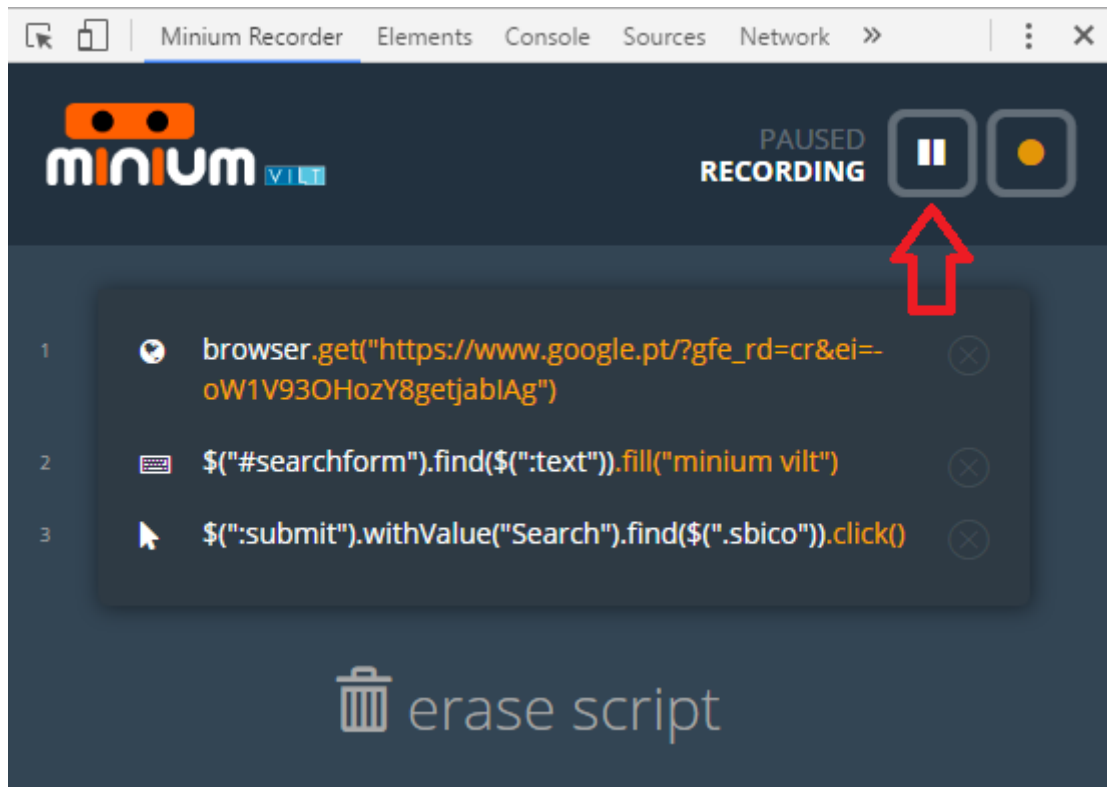 Minium Recorder Elements Console Sources Network »
minium VILT
PAUSED
RECORDING
1 browser.get("https://www.google.pt/?gfe_rd=cr&ei=-
oW1V93OHozY8getjabIAg")
2 $("#searchform").find($(":text")).fill("minium vilt")
3 $(":submit").withValue("Search").find($(".sbico")).click()
erase script